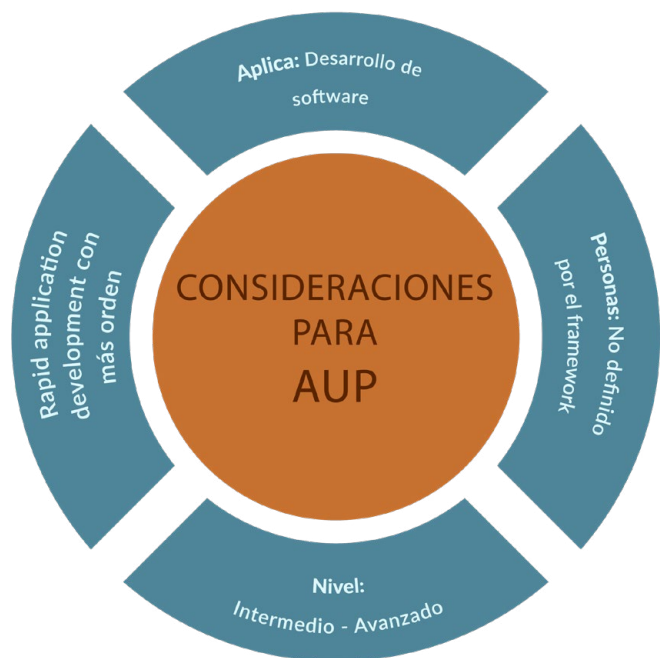 Aplica: Desarrollo de
software
Personas: No definido
por el framework
CONSIDERACIONES
PARA
AUP
Rapid application
development con
más orden
Nivel:
Intermedio - Avanzado